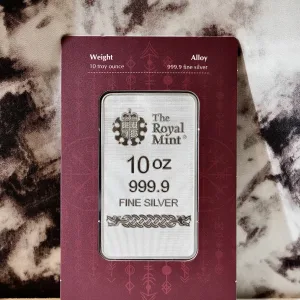 Weight
10 troy ounce
Alloy
999.9 fine silver
The
Royal
Mint®
10 oz
999.9
FINE SILVER